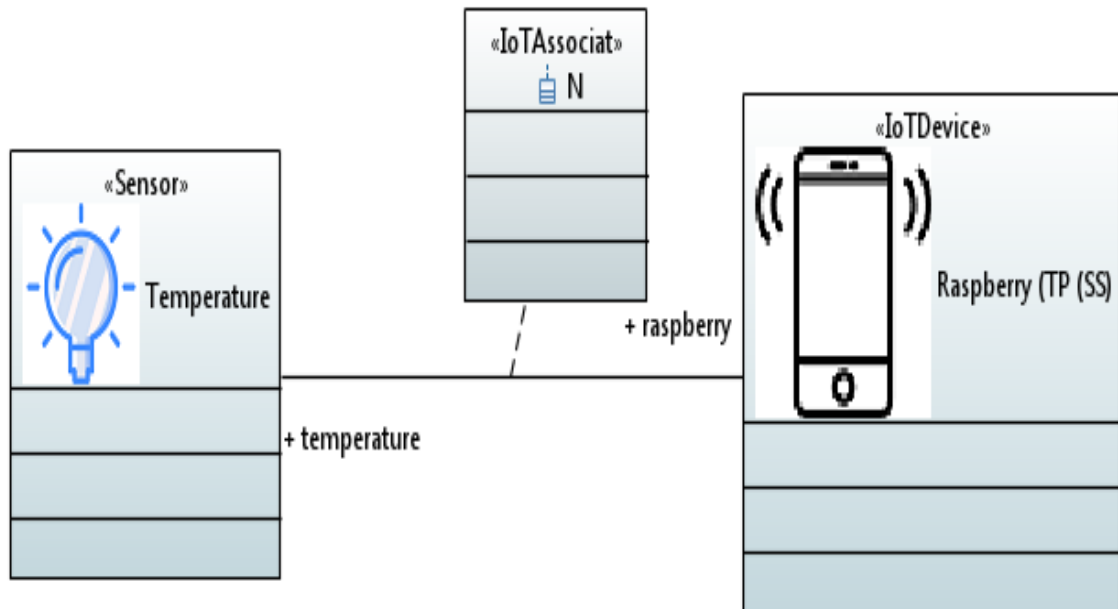 «IoTAssociat»
N
«Sensor»
Temperature
«IoTDevice»
Raspberry (TP (SS)
+ raspberry
+ temperature